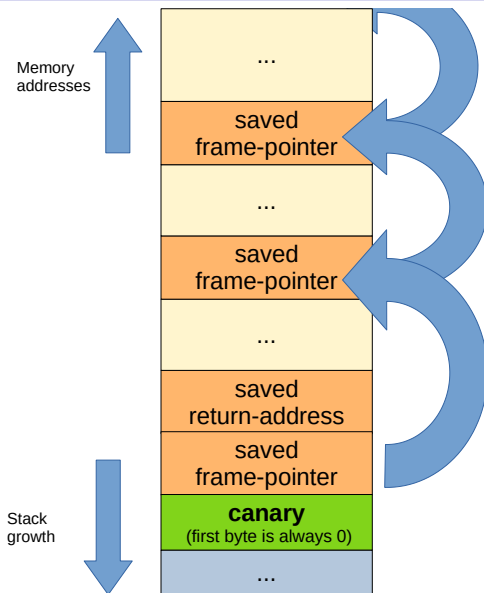 ...
Memory
addresses
saved
frame-pointer
...
saved
frame-pointer
...
saved
return-address
saved
frame-pointer
canary
(first byte is always 0)
Stack
growth
...